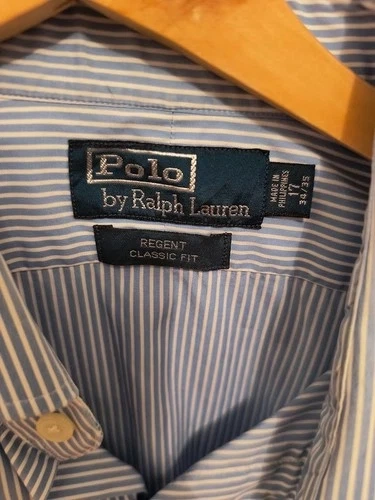 Polo
by Ralph Lauren
MADE IN
PHILIPPINES
17
34/35
REGENT
CLASSIC FIT